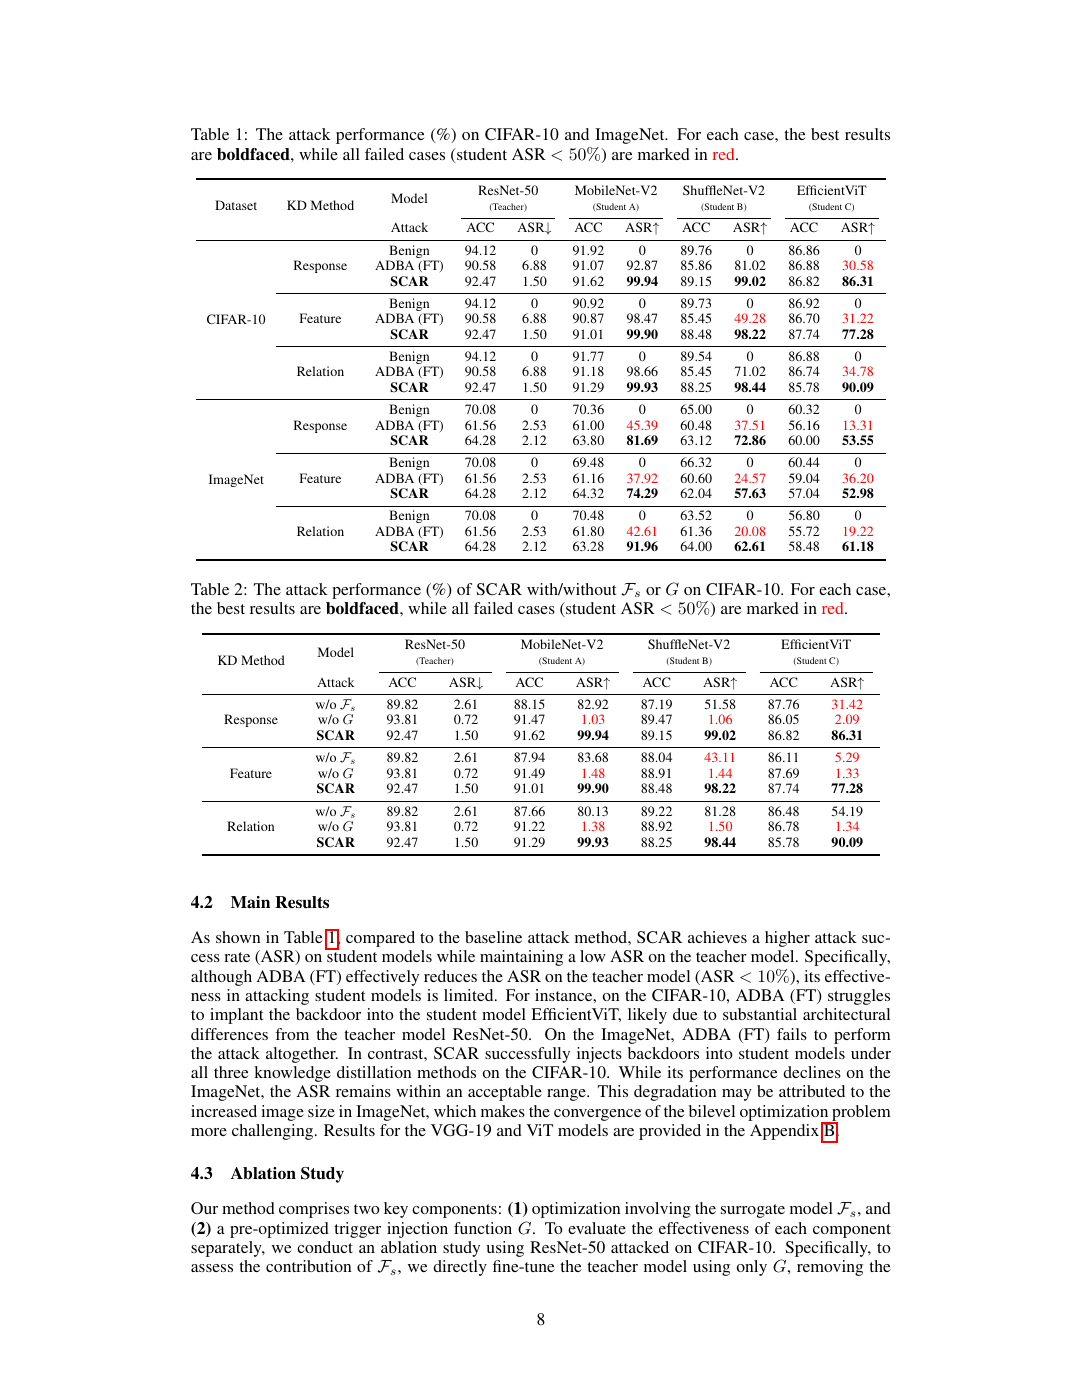 Table 1: The attack performance (%) on CIFAR-10 and ImageNet. For each case, the best results
are boldfaced, while all failed cases (student ASR < 50%) are marked in red.
Dataset KD Method Model ResNet-50 MobileNet-V2 ShuffleNet-V2 EfficientViT
(Teacher) (Student A) (Student B) (Student C)
Attack ACC ASR↓ ACC ASR↑ ACC ASR↑ ACC ASR↑
Benign 94.12 0 91.92 0 89.76 0 86.86 0
Response ADBA (FT) 90.58 6.88 91.07 92.87 85.86 81.02 86.88 30.58
SCAR 92.47 1.50 91.62 99.94 89.15 99.02 86.82 86.31
Benign 94.12 0 90.92 0 89.73 0 86.92 0
CIFAR-10 Feature ADBA (FT) 90.58 6.88 90.87 98.47 85.45 49.28 86.70 31.22
SCAR 92.47 1.50 91.01 99.90 88.48 98.22 87.74 77.28
Benign 94.12 0 91.77 0 89.54 0 86.88 0
Relation ADBA (FT) 90.58 6.88 91.18 98.66 85.45 71.02 86.74 34.78
SCAR 92.47 1.50 91.29 99.93 88.25 98.44 85.78 90.09
Benign 70.08 0 70.36 0 65.00 0 60.32 0
Response ADBA (FT) 61.56 2.53 61.00 45.39 60.48 37.51 56.16 13.31
SCAR 64.28 2.12 63.80 81.69 63.12 72.86 60.00 53.55
Benign 70.08 0 69.48 0 66.32 0 60.44 0
ImageNet Feature ADBA (FT) 61.56 2.53 61.16 37.92 60.60 24.57 59.04 36.20
SCAR 64.28 2.12 64.32 74.29 62.04 57.63 57.04 52.98
Benign 70.08 0 70.48 0 63.52 0 56.80 0
Relation ADBA (FT) 61.56 2.53 61.80 42.61 61.36 20.08 55.72 19.22
SCAR 64.28 2.12 63.28 91.96 64.00 62.61 58.48 61.18
Table 2: The attack performance (%) of SCAR with/without ℱs or G on CIFAR-10. For each case,
the best results are boldfaced, while all failed cases (student ASR < 50%) are marked in red.
KD Method Model ResNet-50 MobileNet-V2 ShuffleNet-V2 EfficientViT
(Teacher) (Student A) (Student B) (Student C)
Attack ACC ASR↓ ACC ASR↑ ACC ASR↑ ACC ASR↑
w/o ℱs 89.82 2.61 88.15 82.92 87.19 51.58 87.76 31.42
Response w/o G 93.81 0.72 91.47 1.03 89.47 1.06 86.05 2.09
SCAR 92.47 1.50 91.62 99.94 89.15 99.02 86.82 86.31
w/o ℱs 89.82 2.61 87.94 83.68 88.04 43.11 86.11 5.29
Feature w/o G 93.81 0.72 91.49 1.48 88.91 1.44 87.69 1.33
SCAR 92.47 1.50 91.01 99.90 88.48 98.22 87.74 77.28
w/o ℱs 89.82 2.61 87.66 80.13 89.22 81.28 86.48 54.19
Relation w/o G 93.81 0.72 91.22 1.38 88.92 1.50 86.78 1.34
SCAR 92.47 1.50 91.29 99.93 88.25 98.44 85.78 90.09
4.2 Main Results
As shown in Table 1, compared to the baseline attack method, SCAR achieves a higher attack suc-
cess rate (ASR) on student models while maintaining a low ASR on the teacher model. Specifically,
although ADBA (FT) effectively reduces the ASR on the teacher model (ASR < 10%), its effective-
ness in attacking student models is limited. For instance, on the CIFAR-10, ADBA (FT) struggles
to implant the backdoor into the student model EfficientViT, likely due to substantial architectural
differences from the teacher model ResNet-50. On the ImageNet, ADBA (FT) fails to perform
the attack altogether. In contrast, SCAR successfully injects backdoors into student models under
all three knowledge distillation methods on the CIFAR-10. While its performance declines on the
ImageNet, the ASR remains within an acceptable range. This degradation may be attributed to the
increased image size in ImageNet, which makes the convergence of the bilevel optimization problem
more challenging. Results for the VGG-19 and ViT models are provided in the Appendix B.
4.3 Ablation Study
Our method comprises two key components: (1) optimization involving the surrogate model ℱs, and
(2) a pre-optimized trigger injection function G. To evaluate the effectiveness of each component
separately, we conduct an ablation study using ResNet-50 attacked on CIFAR-10. Specifically, to
assess the contribution of ℱs, we directly fine-tune the teacher model using only G, removing the
8